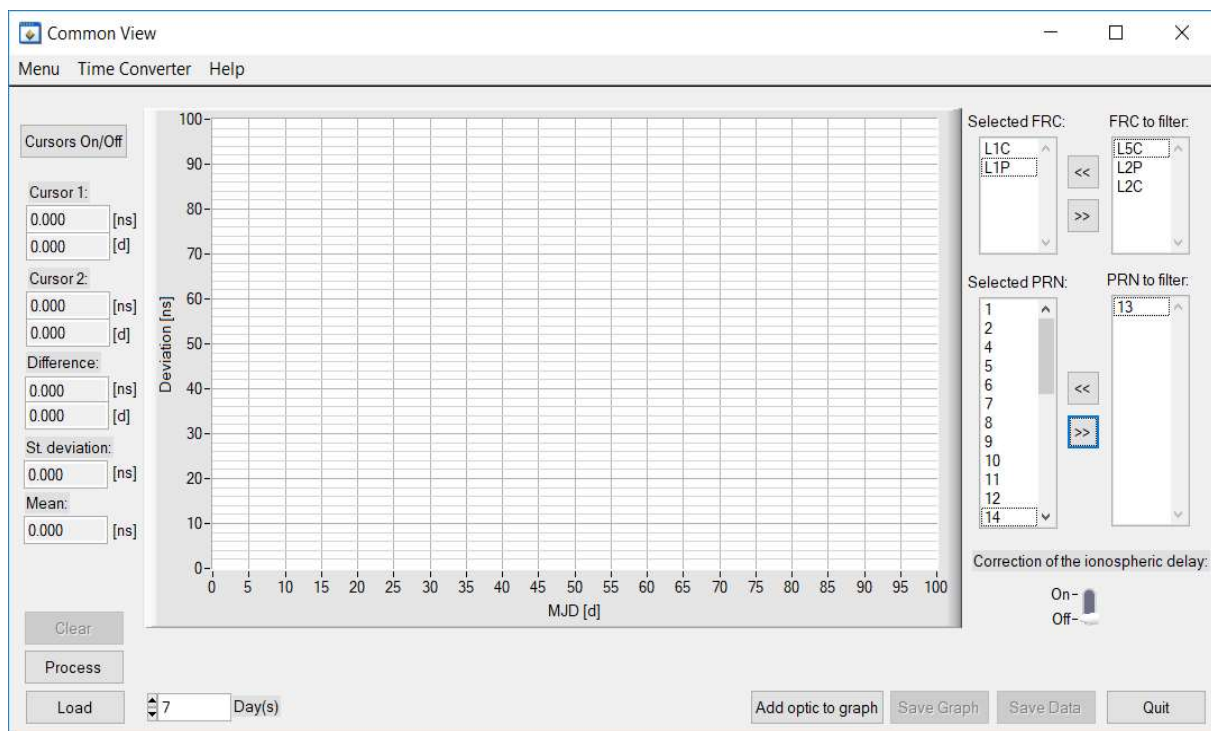 Common View
Menu Time Converter Help
Cursors On/Off
Cursor 1:
0.000 [ns]
0.000 [d]
Cursor 2:
0.000 [ns]
0.000 [d]
Difference:
0.000 [ns]
0.000 [d]
St. deviation:
0.000 [ns]
Mean:
0.000 [ns]
Clear
Process
Load
7 Day(s)
Deviation [ns]
100
90
80
70
60
50
40
30
20
10
0
0 5 10 15 20 25 30 35 40 45 50 55 60 65 70 75 80 85 90 95 100
MJD [d]
Selected FRC:
L1C
L1P
<<
>>
FRC to filter:
L5C
L2P
L2C
Selected PRN:
1
2
4
5
6
7
8
9
10
11
12
14
<<
>>
PRN to filter:
13
Correction of the ionospheric delay:
On
Off
Add optic to graph Save Graph Save Data Quit